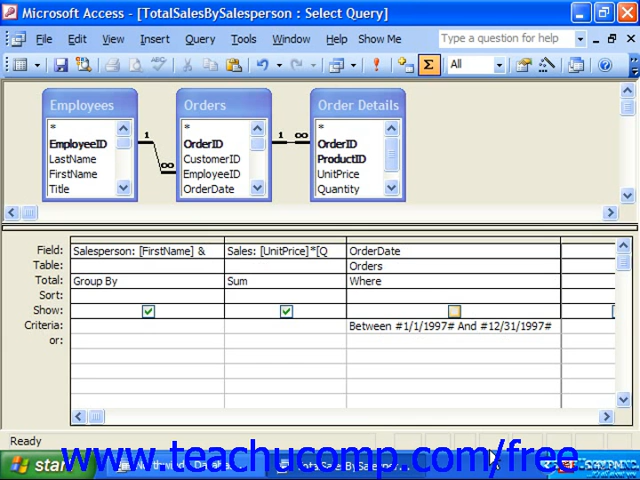 Microsoft Access - [TotalSalesBySalesperson : Select Query]
File Edit View Insert Query Tools Window Help Show Me Type a question for help
Σ All
Employees Orders Order Details
* * *
EmployeeID OrderID OrderID
LastName CustomerID ProductID
FirstName EmployeeID UnitPrice
Title OrderDate Quantity
1 ∞ 1 ∞
Field: Salesperson: [FirstName] & Sales: [UnitPrice]*[Q OrderDate
Table: Orders
Total: Group By Sum Where
Sort:
Show:
Criteria: Between #1/1/1997# And #12/31/1997#
or:
Ready
start
www.teachucomp.com/free